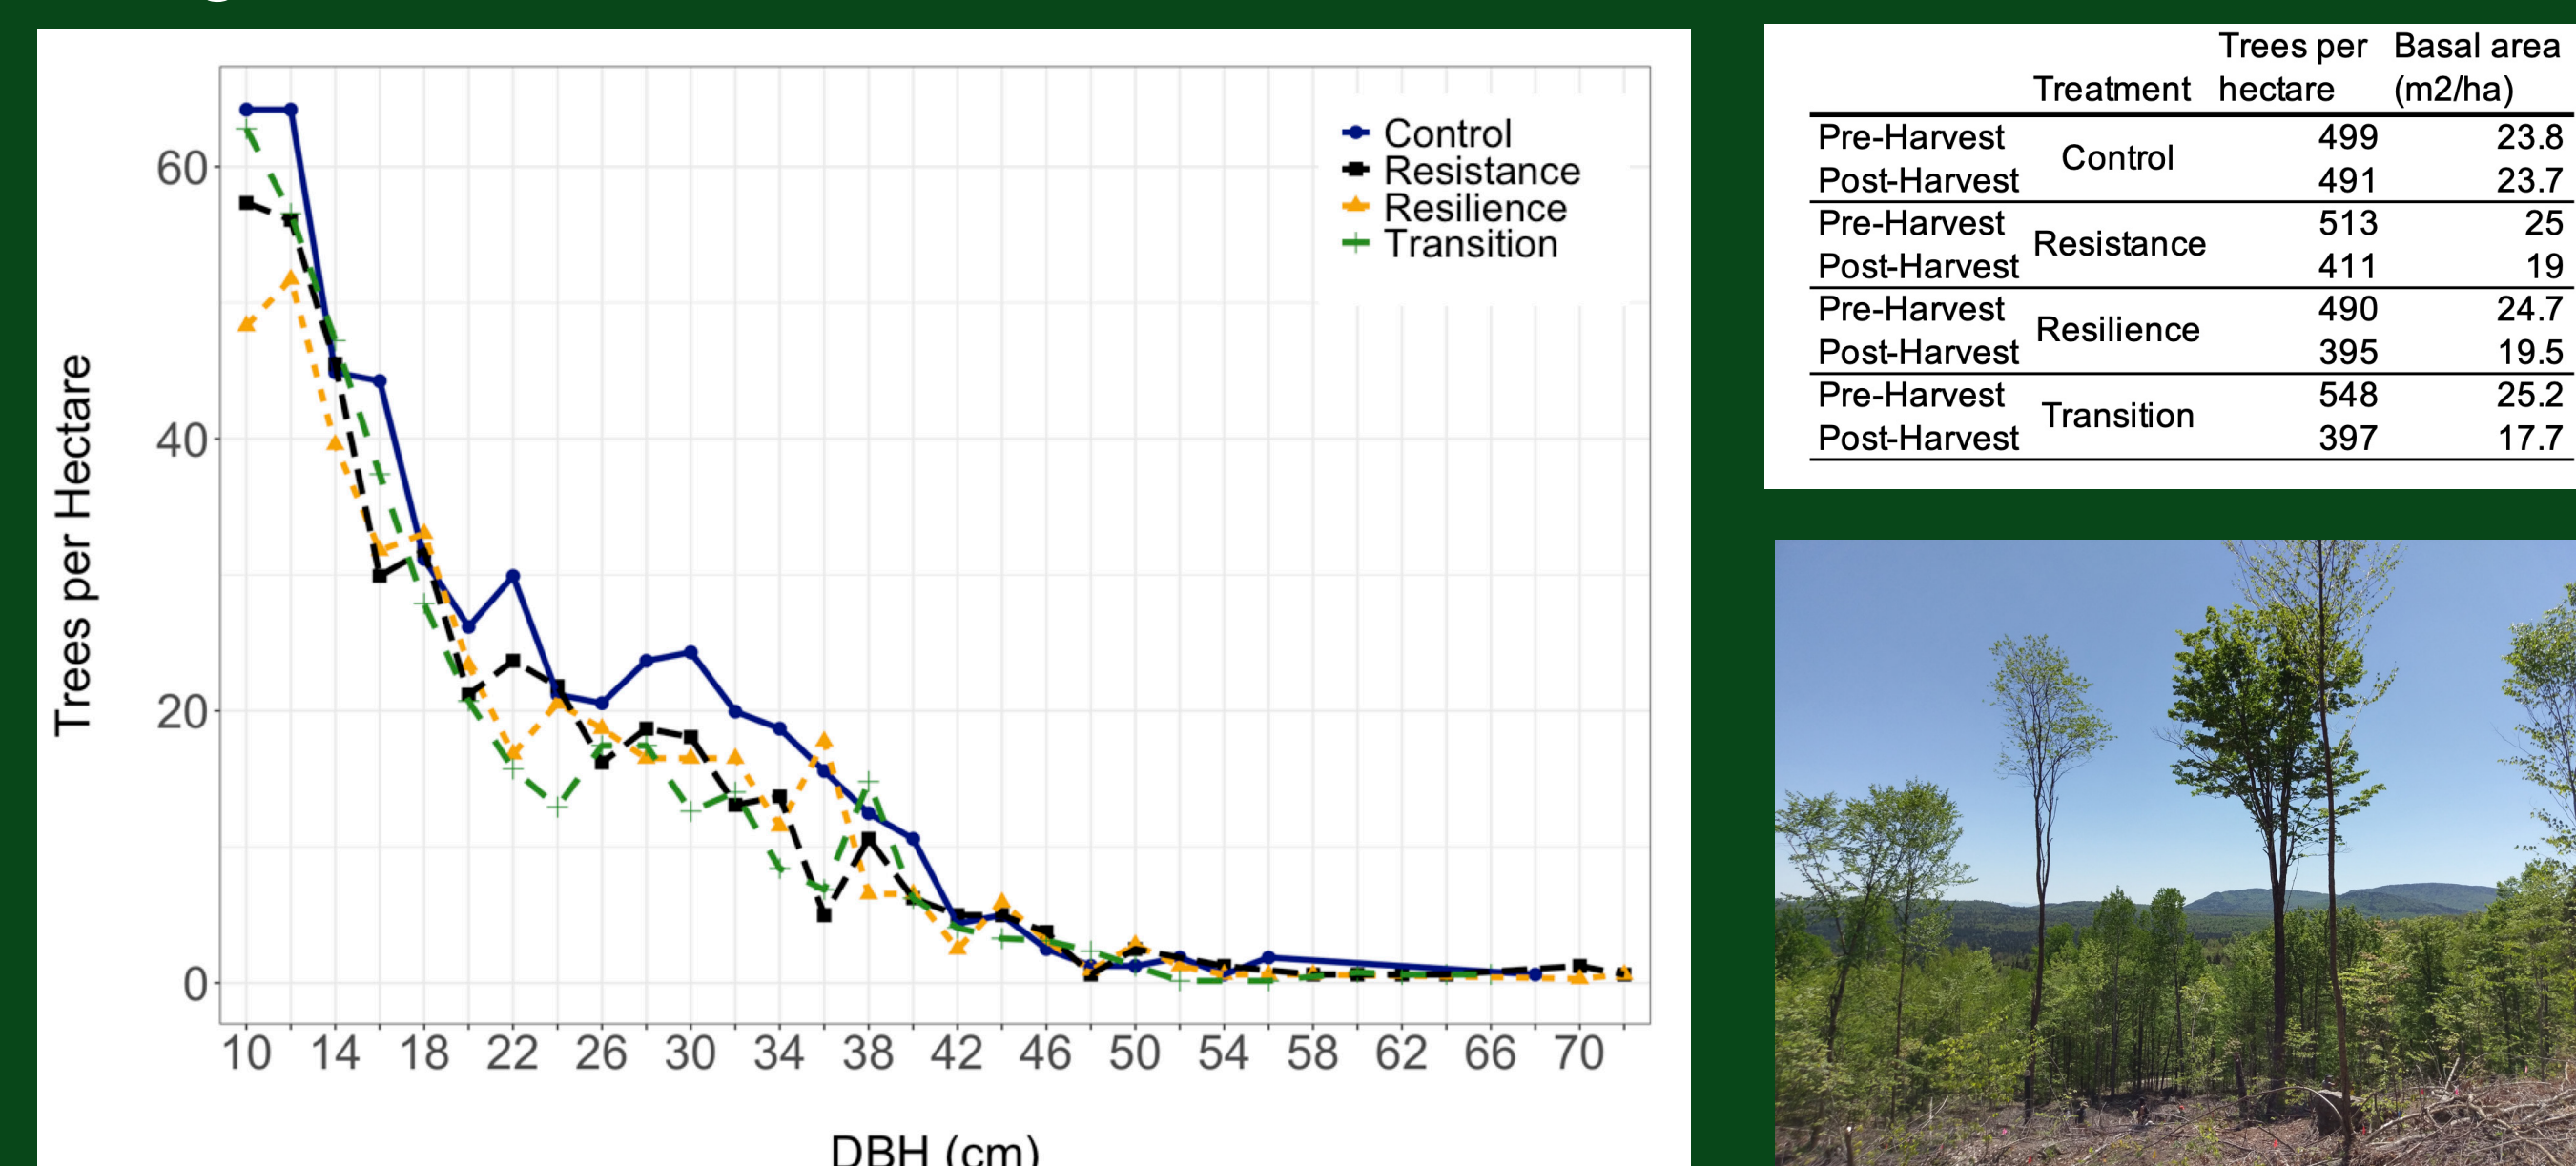 60
40
20
0
Trees per Hectare
Control
Resistance
Resilience
Transition
10 14 18 22 26 30 34 38 42 46 50 54 58 62 66 70
DBH (cm)
Trees per Basal area
Treatment hectare (m2/ha)
Pre-Harvest 499 23.8
Control
Post-Harvest 491 23.7
Pre-Harvest 513 25
Resistance
Post-Harvest 411 19
Pre-Harvest 490 24.7
Resilience
Post-Harvest 395 19.5
Pre-Harvest 548 25.2
Transition
Post-Harvest 397 17.7